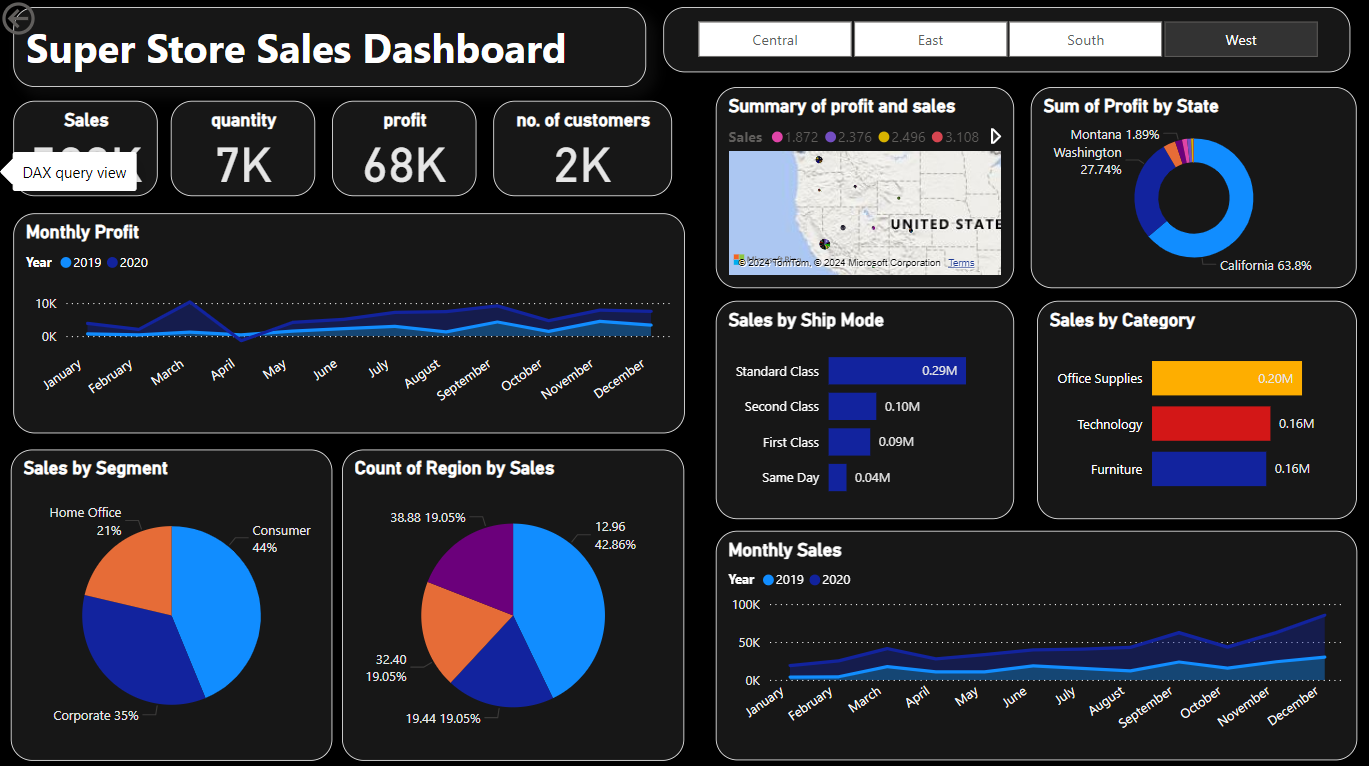 Super Store Sales Dashboard
Central
East
South
West
Sales
DAX query view
quantity
7K
profit
68K
no. of customers
2K
Monthly Profit
Year 2019 2020
10K
0K
January
February
March
April
May
June
July
August
September
October
November
December
Sales by Segment
Home Office
21%
Consumer
44%
Corporate 35%
Count of Region by Sales
38.88 19.05%
12.96
42.86%
32.40
19.05%
19.44 19.05%
Summary of profit and sales
Sales 1.872 2.376 2.496 3.108
UNITED STATE
© 2024 TomTom, © 2024 Microsoft Corporation Terms
Sum of Profit by State
Montana 1.89%
Washington
27.74%
California 63.8%
Sales by Ship Mode
Standard Class 0.29M
Second Class 0.10M
First Class 0.09M
Same Day 0.04M
Sales by Category
Office Supplies 0.20M
Technology 0.16M
Furniture 0.16M
Monthly Sales
Year 2019 2020
100K
50K
0K
January
February
March
April
May
June
July
August
September
October
November
December